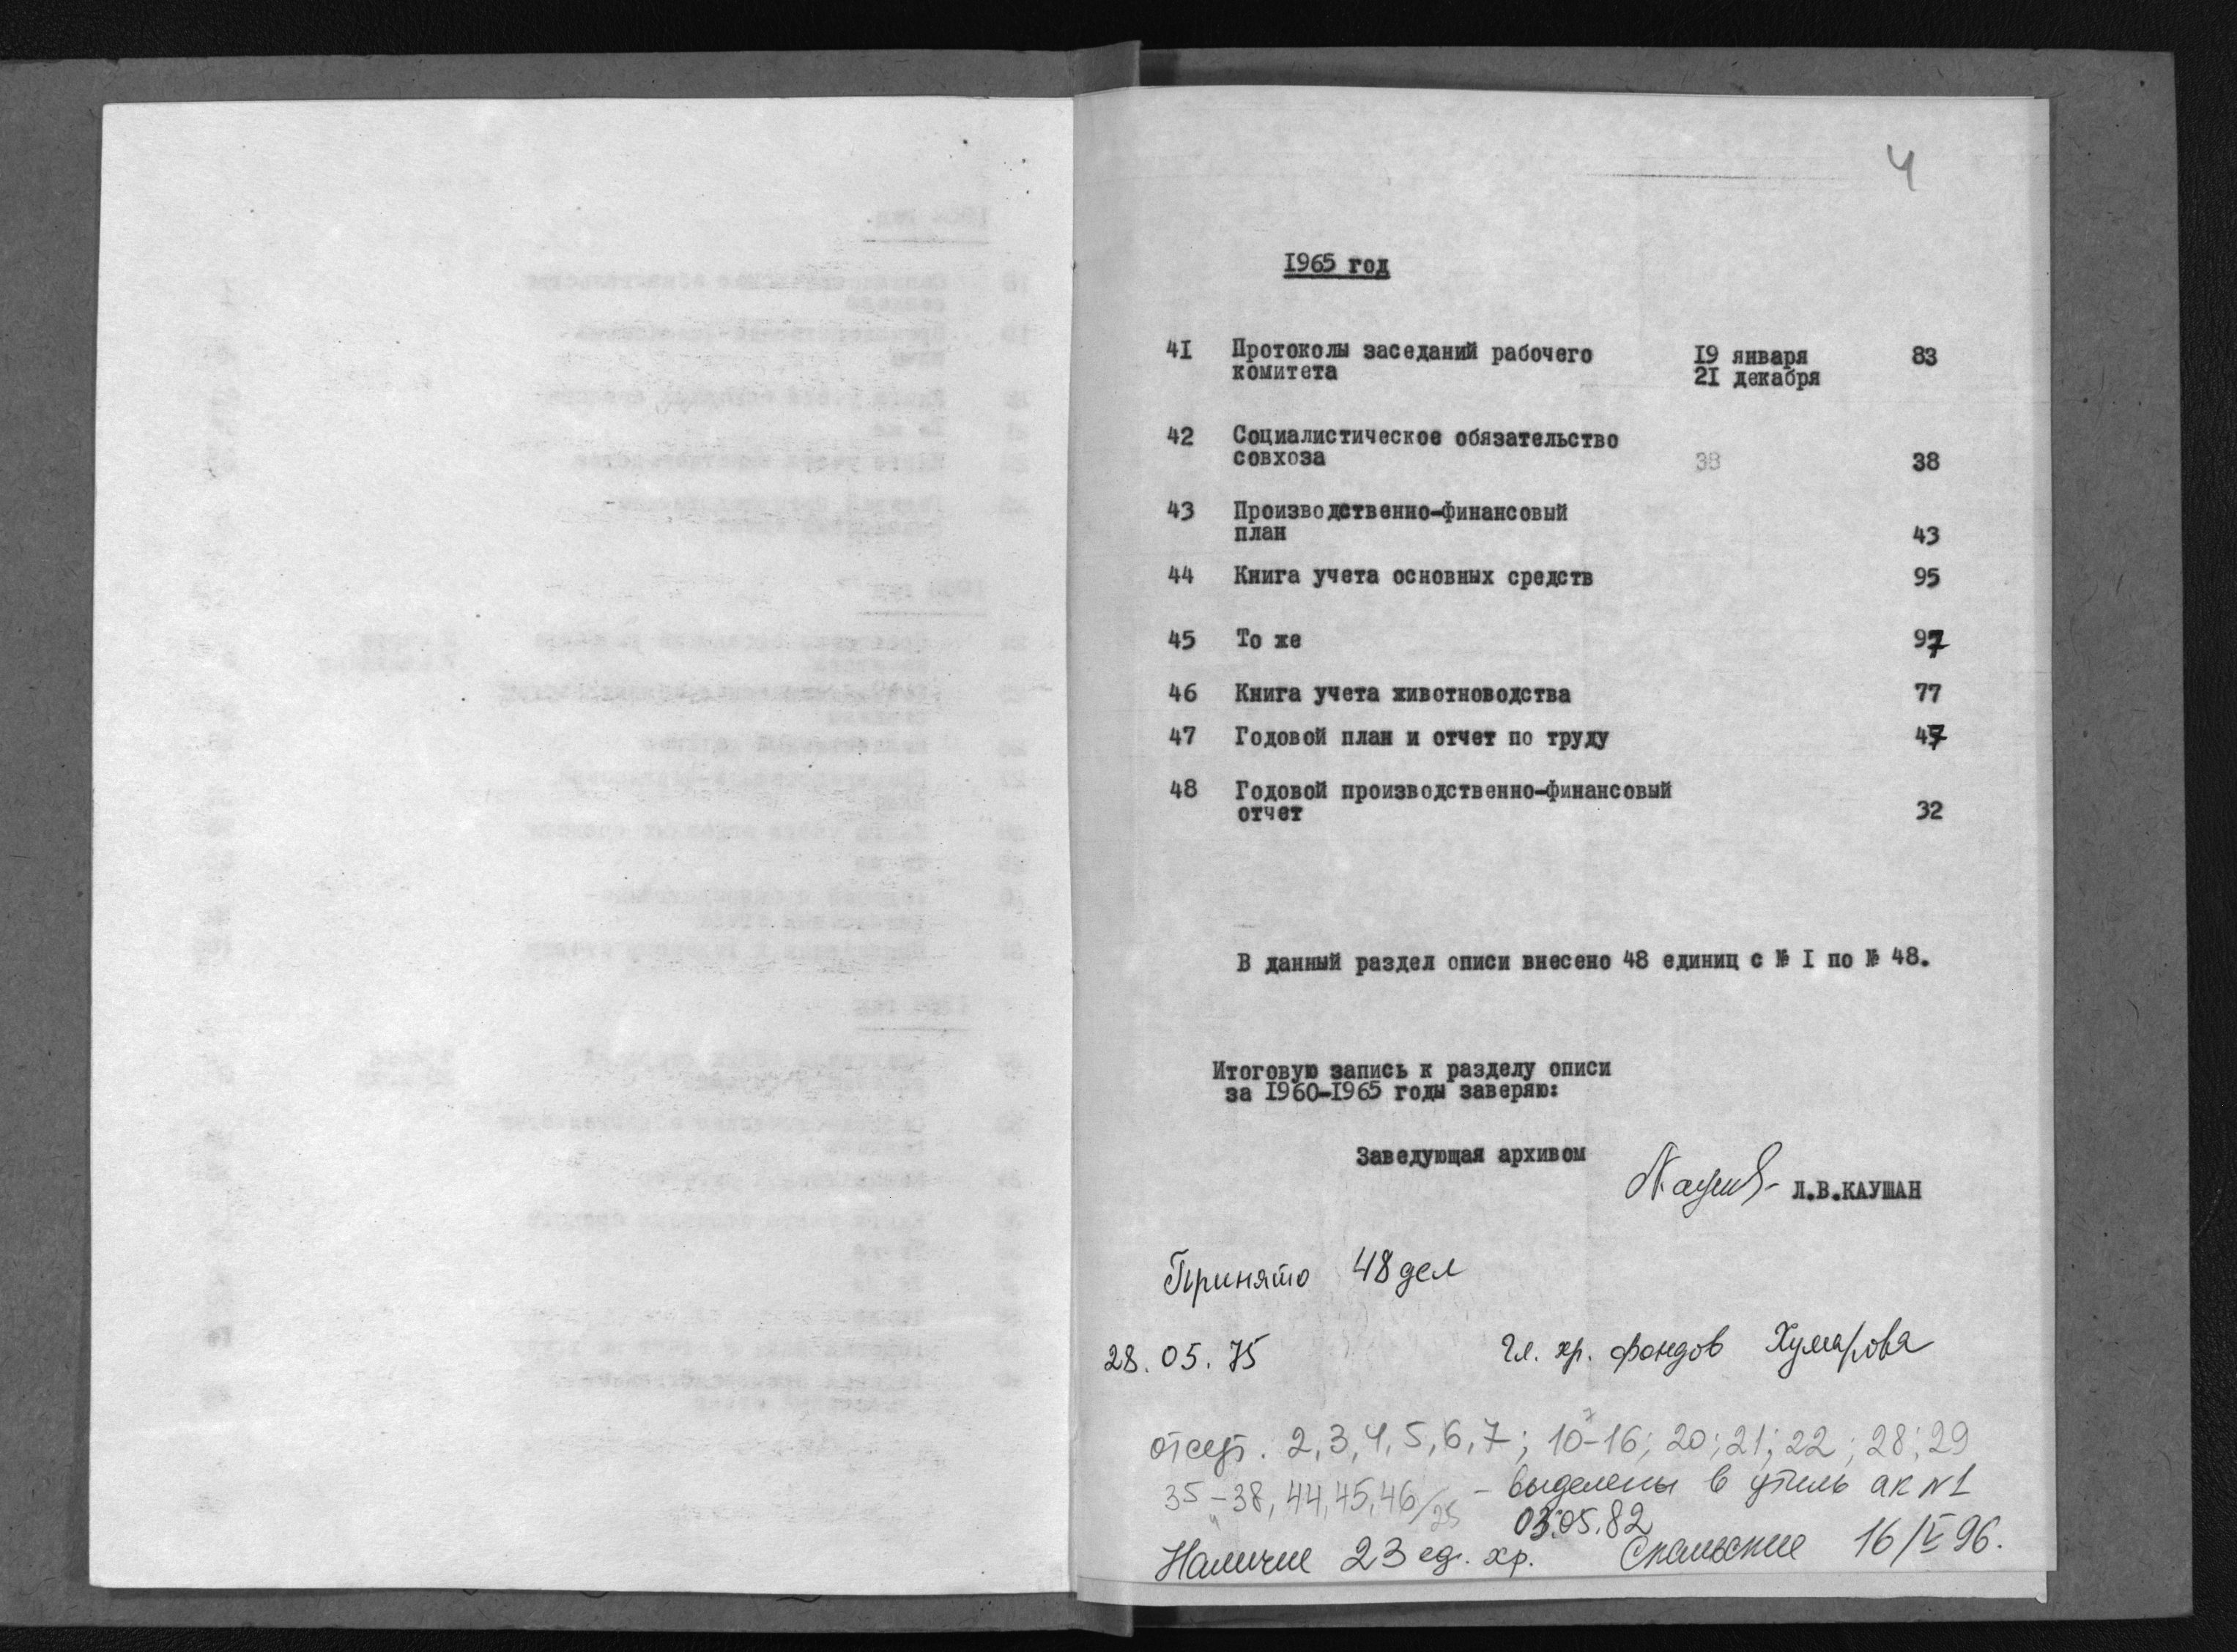 4
1965 год
41 Протоколы заседаний рабочего 19 января 83
комитета 21 декабря
42 Социалистическое обязательство
совхоза 38 38
43 Производственно-финансовый
план 43
44 Книга учета основных средств 95
45 То же 97
46 Книга учета животноводства 77
47 Годовой план и отчет по труду 47
48 Годовой производственно-финансовый
отчет 32
В данный раздел описи внесено 48 единиц с № I по № 48.
Итоговую запись к разделу описи
за 1960-1965 годы заверяю:
Заведующая архивом
Л.В.КАУШАН
Принято 48 дел
28.05.75 Гл. хр. фондов
отсут. 2,3,4,5,6,7; 10-16; 20; 21; 22; 28; 29
35-38, 44, 45, 46/25 - выделены в утиль ак №1
03.05.82
Наличие 23 ед. хр. 16/V 96.